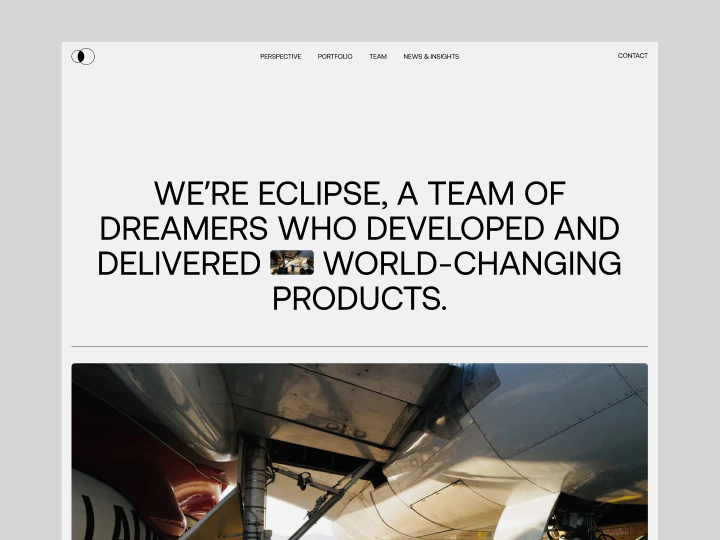 PERSPECTIVE PORTFOLIO TEAM NEWS & INSIGHTS CONTACT
WE'RE ECLIPSE, A TEAM OF
DREAMERS WHO DEVELOPED AND
DELIVERED WORLD-CHANGING
PRODUCTS.